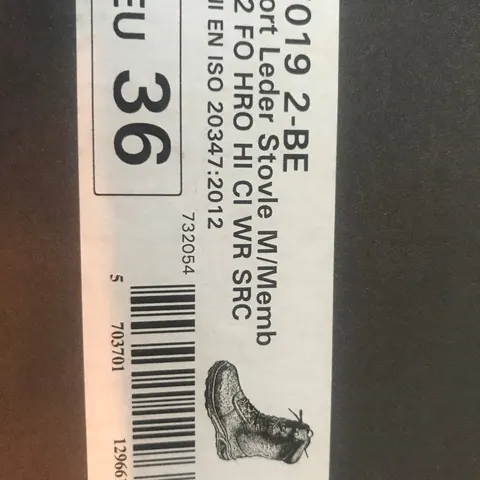 019 2-BE
ort Leder Stovle M/Memb
2 FO HRO HI CI WR SRC
EN ISO 20347:2012
EU 36
732054
5 703701 12966